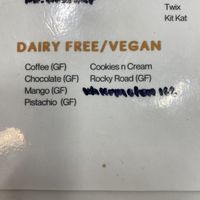 Twix
Kit Kat
DAIRY FREE/VEGAN
Coffee (GF) Cookies n Cream
Chocolate (GF) Rocky Road (GF)
Mango (GF)
Pistachio (GF)